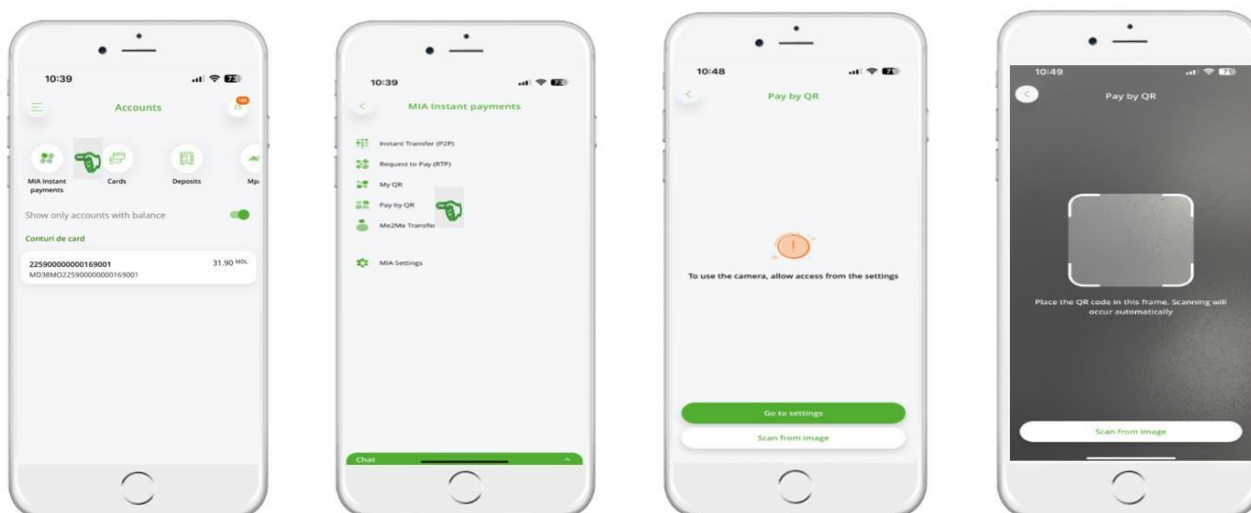 10:39
Accounts
MIA Instant
payments
Cards
Deposits
Show only accounts with balance
Conturi de card
225900000000169001
31.90 MDL
MD38MO225900000000169001
10:39
MIA Instant payments
Instant Transfer (P2P)
Request to Pay (RTP)
My QR
Pay by QR
Me2Me Transfer
MIA Settings
Chat
10:48
Pay by QR
To use the camera, allow access from the settings
Go to settings
Scan from image
10:49
Pay by QR
Place the QR code in this frame. Scanning will
occur automatically
Scan from image